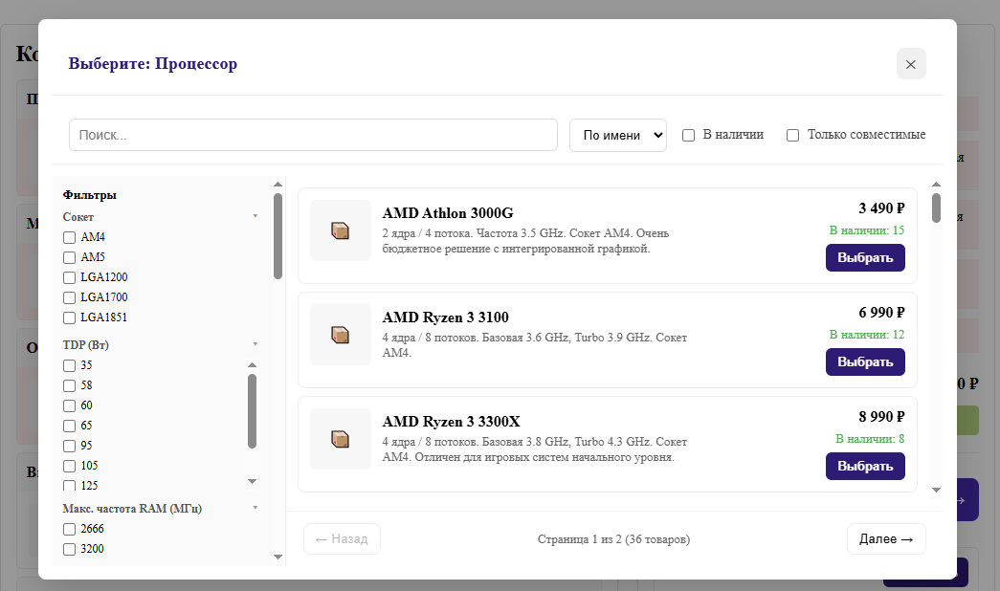 Ко
П
М
О
В
Выберите: Процессор
×
Поиск...
По имени
В наличии
Только совместимые
Фильтры
Сокет
AM4
AM5
LGA1200
LGA1700
LGA1851
TDP (Вт)
35
58
60
65
95
105
125
Макс. частота RAM (МГц)
2666
3200
AMD Athlon 3000G
2 ядра / 4 потока. Частота 3.5 GHz. Сокет AM4. Очень
бюджетное решение с интегрированной графикой.
3 490 ₽
В наличии: 15
Выбрать
AMD Ryzen 3 3100
4 ядра / 8 потоков. Базовая 3.6 GHz, Turbo 3.9 GHz. Сокет
AM4.
6 990 ₽
В наличии: 12
Выбрать
AMD Ryzen 3 3300X
4 ядра / 8 потоков. Базовая 3.8 GHz, Turbo 4.3 GHz. Сокет
AM4. Отличен для игровых систем начального уровня.
8 990 ₽
В наличии: 8
Выбрать
← Назад
Страница 1 из 2 (36 товаров)
Далее →
я
я
0 ₽
→